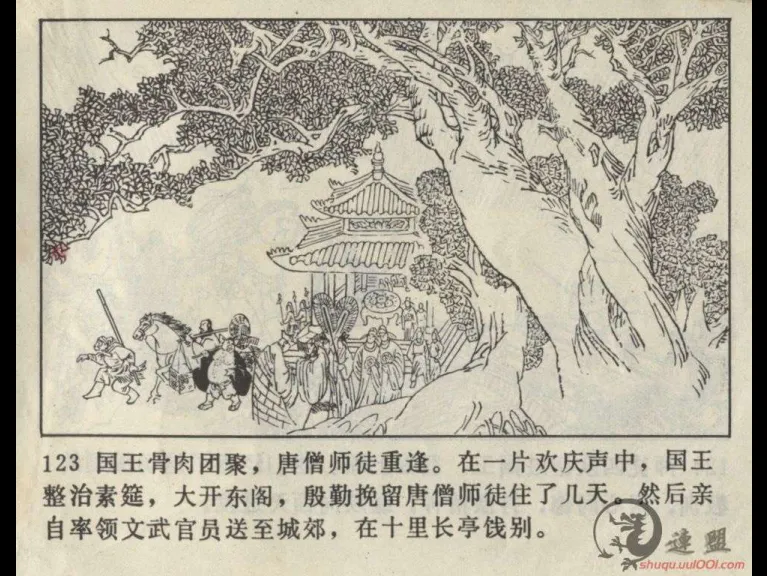 123 国王骨肉团聚，唐僧师徒重逢。在一片欢庆声中，国王
整治素筵，大开东阁，殷勤挽留唐僧师徒住了几天。然后亲
自率领文武官员送至城郊，在十里长亭饯别。
連盟
shuqu.uul001.com